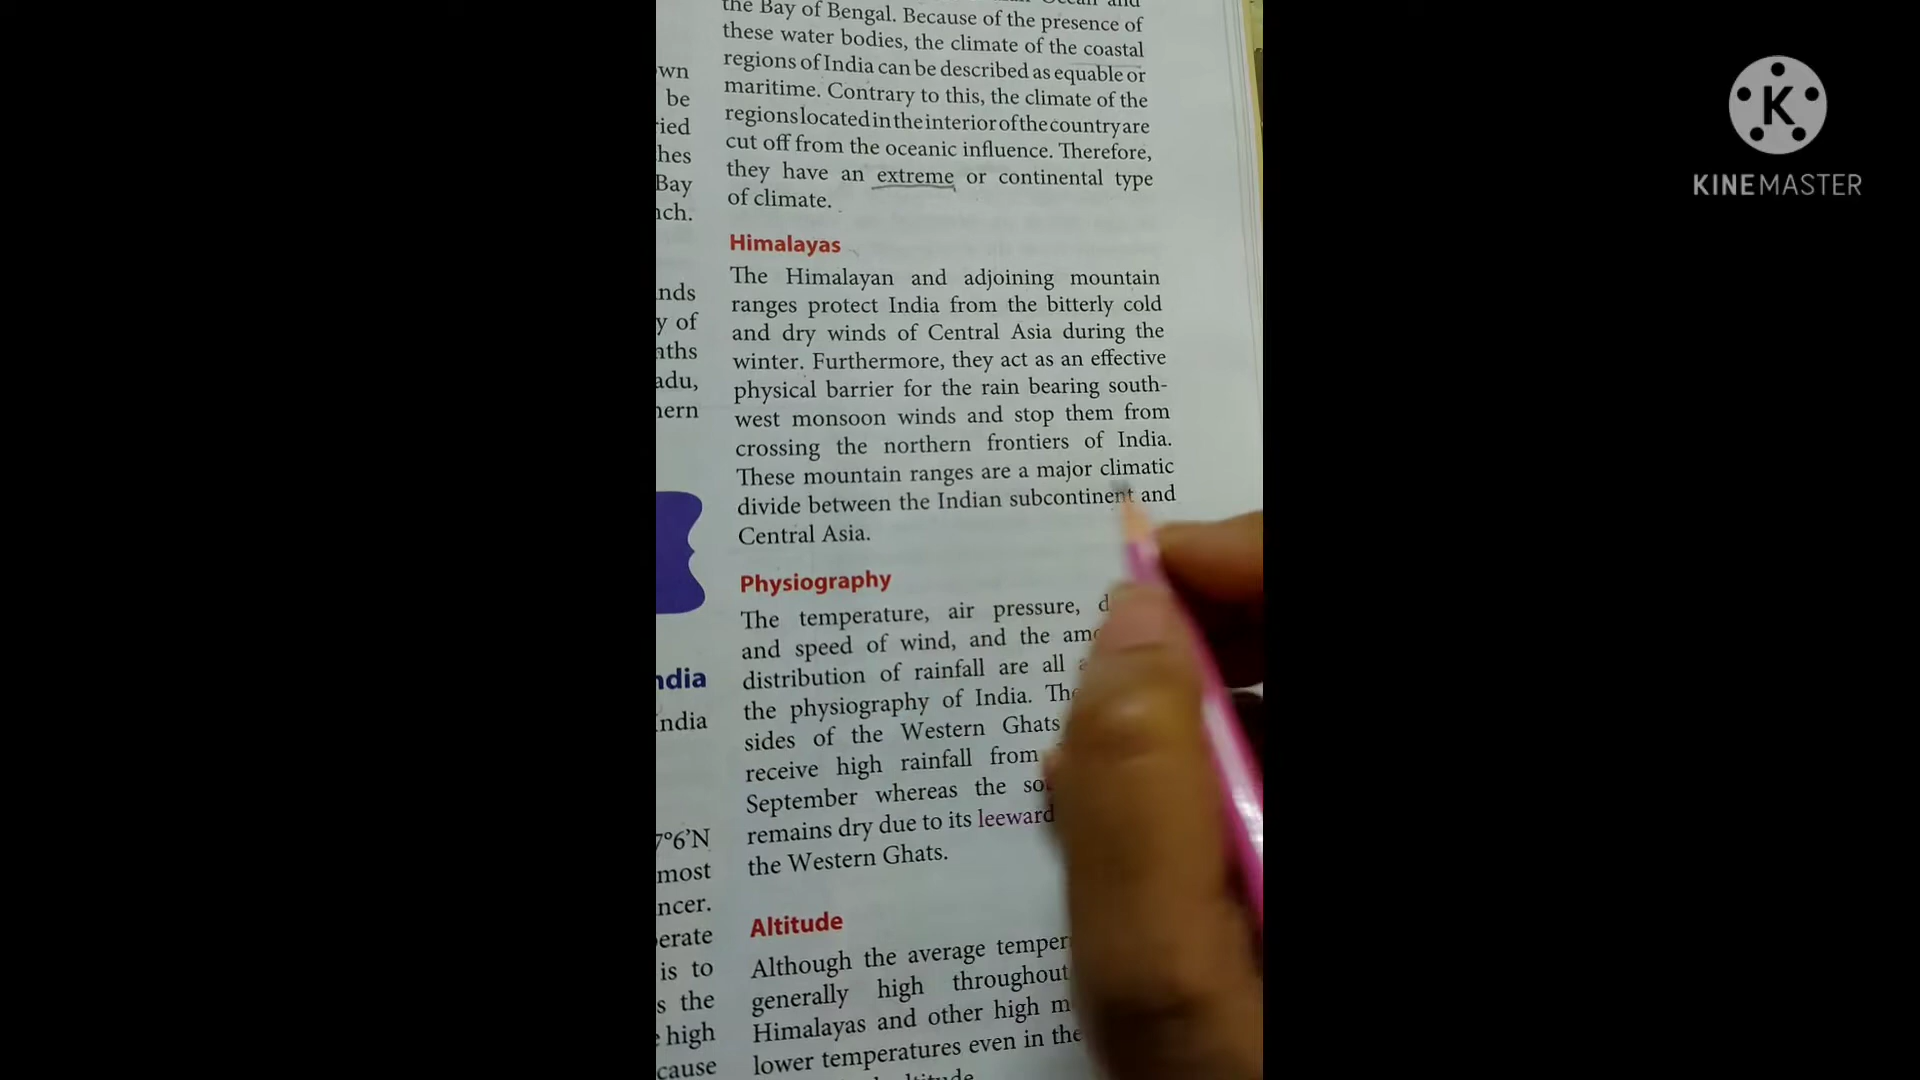 own
be
ried
hes
Bay
nch.
nds
y of
nths
adu,
hern
ndia
India
7°6'N
most
ncer.
erate
is to
s the
high
cause
the Bay of Bengal. Because of the presence of
these water bodies, the climate of the coastal
regions of India can be described as equable or
maritime. Contrary to this, the climate of the
regions located in the interior of the country are
cut off from the oceanic influence. Therefore,
they have an extreme or continental type
of climate.
Himalayas
The Himalayan and adjoining mountain
ranges protect India from the bitterly cold
and dry winds of Central Asia during the
winter. Furthermore, they act as an effective
physical barrier for the rain bearing south-
west monsoon winds and stop them from
crossing the northern frontiers of India.
These mountain ranges are a major climatic
divide between the Indian subcontinent and
Central Asia.
Physiography
The temperature, air pressure,
and speed of wind, and the
distribution of rainfall are all
the physiography of India.
sides of the Western Ghats
receive high rainfall from
September whereas the
remains dry due to its leeward
the Western Ghats.
Altitude
Although the average
generally high throughout
Himalayas and other high
lower temperatures even in the
KINEMASTER